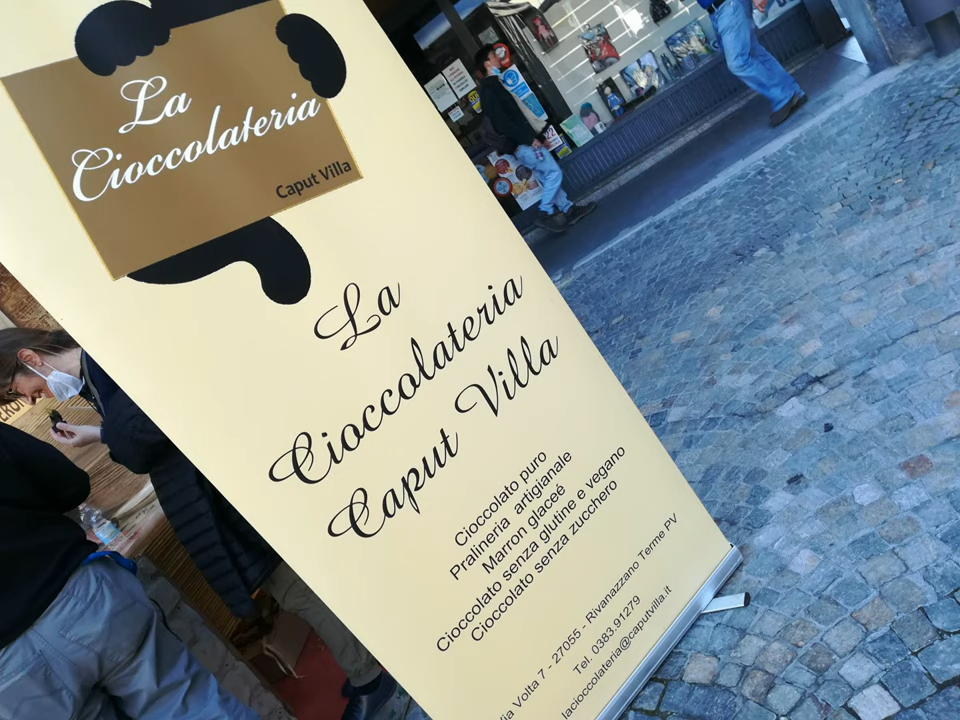 La
Cioccolateria
Caput Villa
La
Cioccolateria
Caput Villa
Cioccolato puro
Pralineria artigianale
Marron glaceé
Cioccolato senza glutine e vegano
Cioccolato senza zucchero
Via Volta 7 - 27055 - Rivanazzano Terme PV
Tel. 0383.91279
lacioccolateria@caputvilla.it